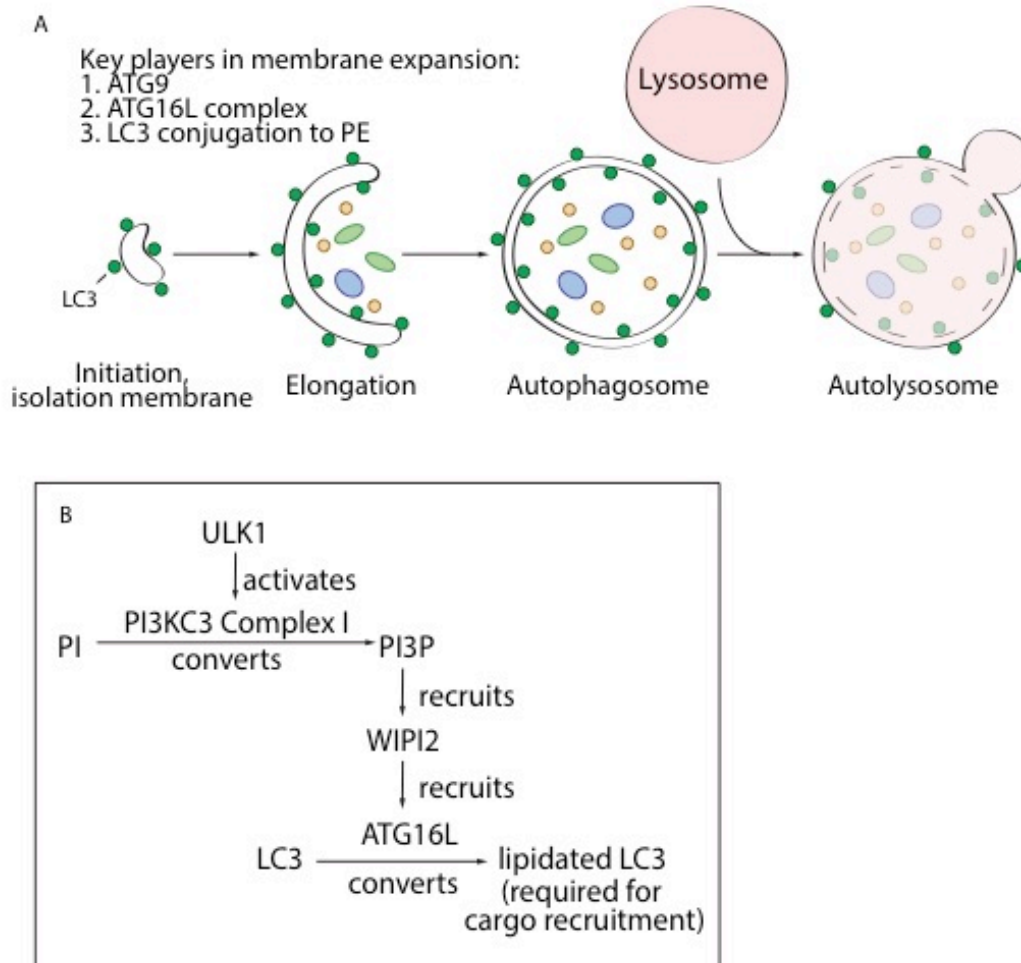 A
Key players in membrane expansion:
1. ATG9
2. ATG16L complex
3. LC3 conjugation to PE
Lysosome
LC3
Initiation,
isolation membrane
Elongation
Autophagosome
Autolysosome
B
ULK1
activates
PI3KC3 Complex I
PI
converts
PI3P
recruits
WIPI2
recruits
ATG16L
LC3
converts
lipidated LC3
(required for
cargo recruitment)